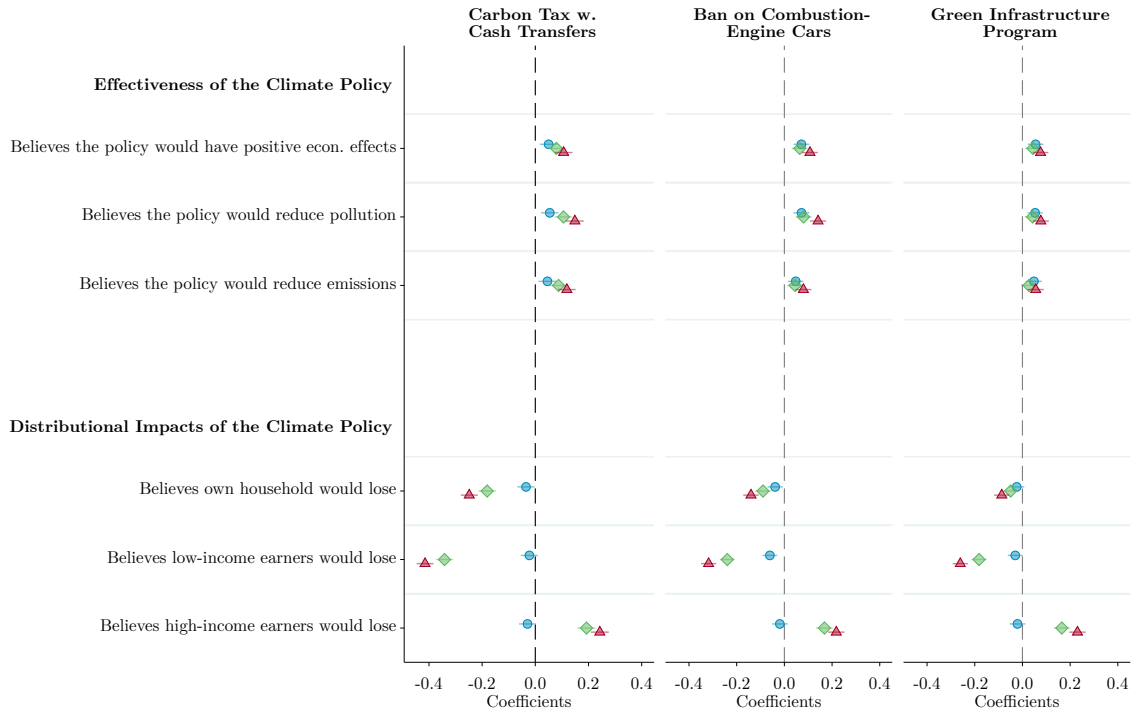 Carbon Tax w.
Cash Transfers
Ban on Combustion-
Engine Cars
Green Infrastructure
Program
Effectiveness of the Climate Policy
Believes the policy would have positive econ. effects
Believes the policy would reduce pollution
Believes the policy would reduce emissions
Distributional Impacts of the Climate Policy
Believes own household would lose
Believes low-income earners would lose
Believes high-income earners would lose
-0.4 -0.2 0.0 0.2 0.4
Coefficients
-0.4 -0.2 0.0 0.2 0.4
Coefficients
-0.4 -0.2 0.0 0.2 0.4
Coefficients